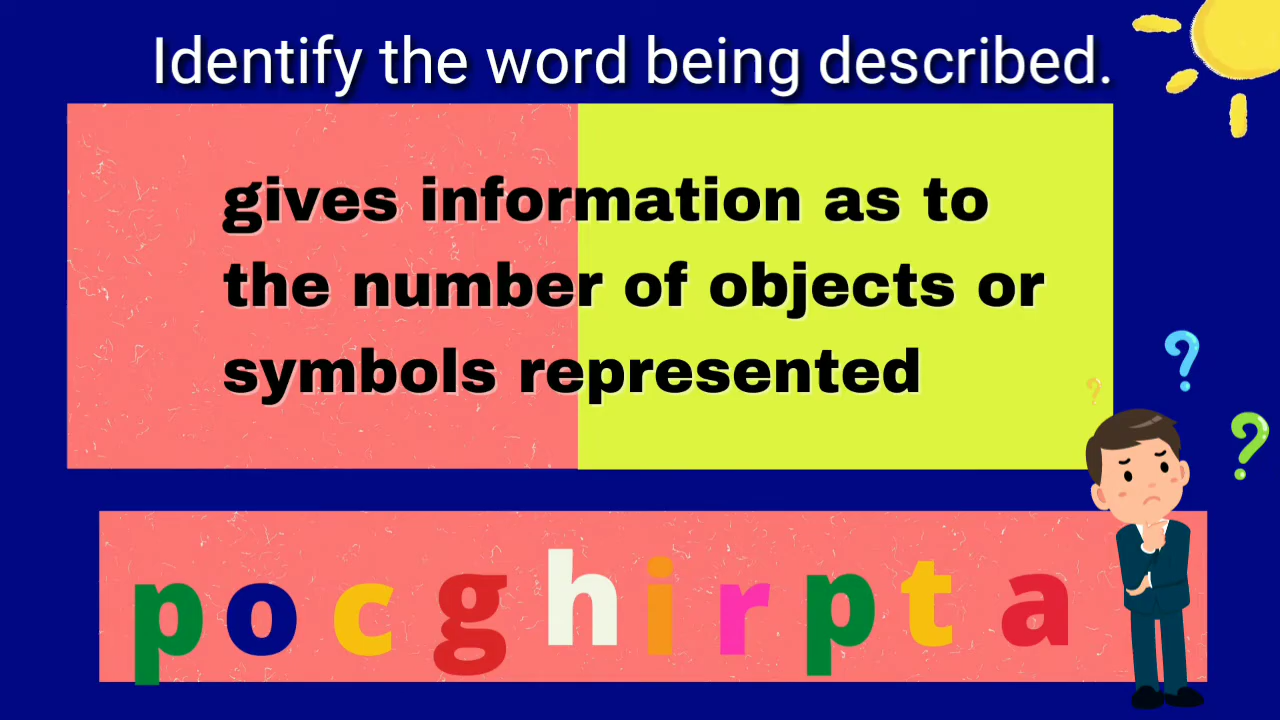 Identify the word being described.
gives information as to
the number of objects or
symbols represented
?
?
?
p o c g h i r p t a